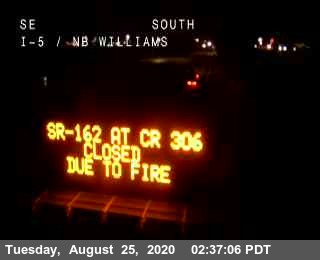 SE SOUTH
I-5 / NB WILLIAMS
SR-162 AT CR 306
CLOSED
DUE TO FIRE
Tuesday, August 25, 2020 02:37:06 PDT